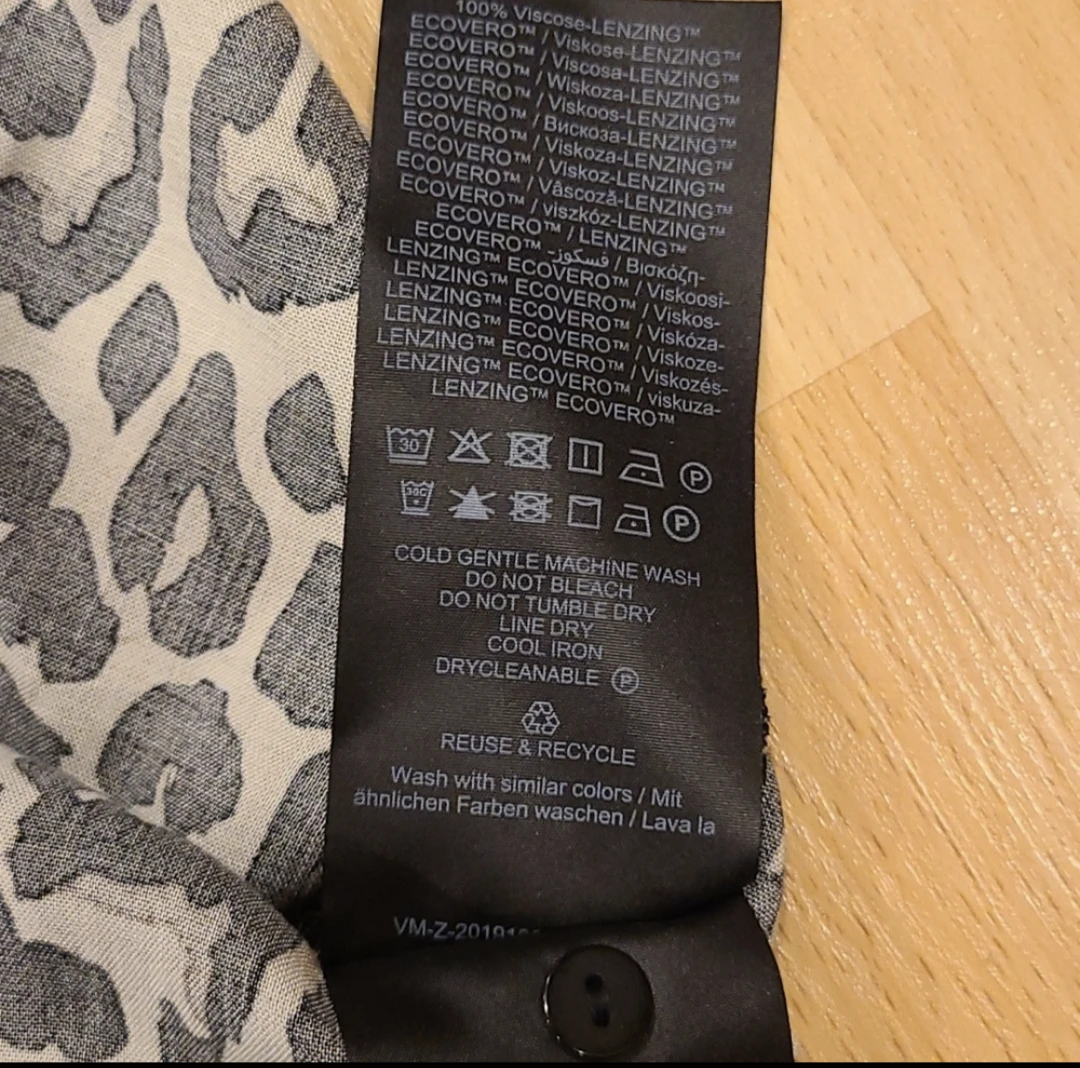 100% Viscose-LENZING™
ECOVERO™ / Viskose-LENZING™
ECOVERO™ / Viscosa-LENZING™
ECOVERO™ / Wiskoza-LENZING™
ECOVERO™ / Viskoos-LENZING™
ECOVERO™ / Вискоза-LENZING™
ECOVERO™ / Viskoza-LENZING™
ECOVERO™ / Viskoz-LENZING™
ECOVERO™ / Vâscoză-LENZING™
ECOVERO™ / viszkóz-LENZING™
ECOVERO™ / LENZING™
ECOVERO™ -فسكوز / Βισκόζη-
LENZING™ ECOVERO™ / Viskoosi-
LENZING™ ECOVERO™ / Viskos-
LENZING™ ECOVERO™ / Viskóza-
LENZING™ ECOVERO™ / Viskoze-
LENZING™ ECOVERO™ / Viskozés-
LENZING™ ECOVERO™ / viskuza-
LENZING™ ECOVERO™
30 P
30C P
COLD GENTLE MACHINE WASH
DO NOT BLEACH
DO NOT TUMBLE DRY
LINE DRY
COOL IRON
DRYCLEANABLE P
REUSE & RECYCLE
Wash with similar colors / Mit
ähnlichen Farben waschen / Lava la